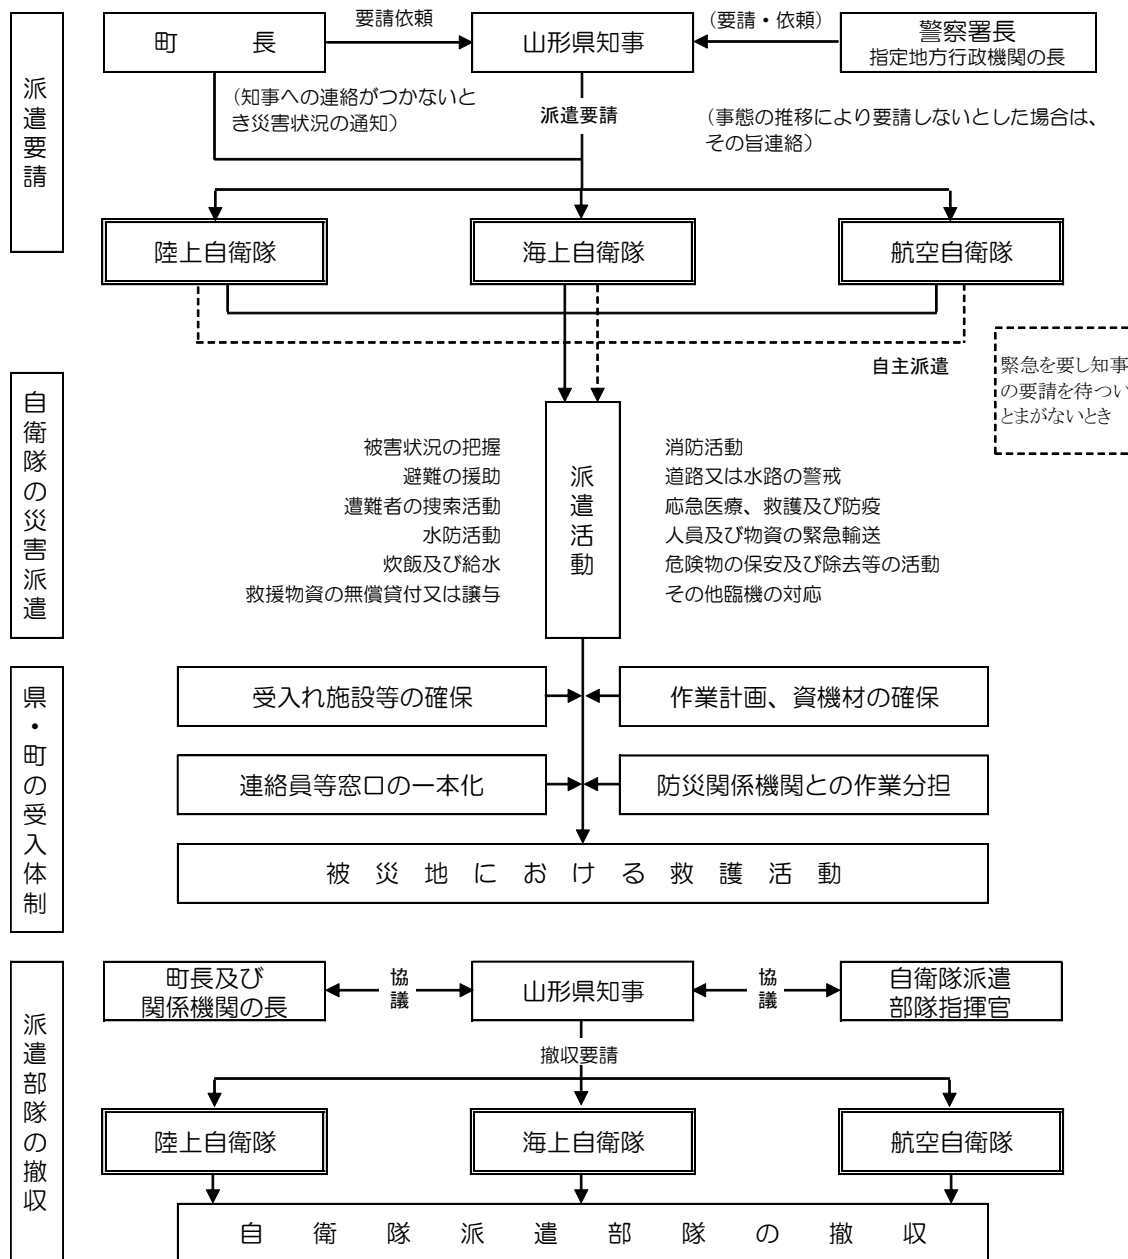 派遣要請
町　　長
要請依頼
山形県知事
（要請・依頼）
警察署長
指定地方行政機関の長
（知事への連絡がつかないと
き災害状況の通知）
派遣要請
（事態の推移により要請しないとした場合は、
その旨連絡）
陸上自衛隊
海上自衛隊
航空自衛隊
自主派遣
緊急を要し知事
の要請を待つい
とまがないとき
自衛隊の災害派遣
被害状況の把握
避難の援助
遭難者の捜索活動
水防活動
炊飯及び給水
救援物資の無償貸付又は譲与
派遣活動
消防活動
道路又は水路の警戒
応急医療、救護及び防疫
人員及び物資の緊急輸送
危険物の保安及び除去等の活動
その他臨機の対応
県・町の受入体制
受入れ施設等の確保
作業計画、資機材の確保
連絡員等窓口の一本化
防災関係機関との作業分担
被災地における救護活動
派遣部隊の撤収
町長及び
関係機関の長
協議
山形県知事
協議
自衛隊派遣
部隊指揮官
撤収要請
陸上自衛隊
海上自衛隊
航空自衛隊
自衛隊派遣部隊の撤収